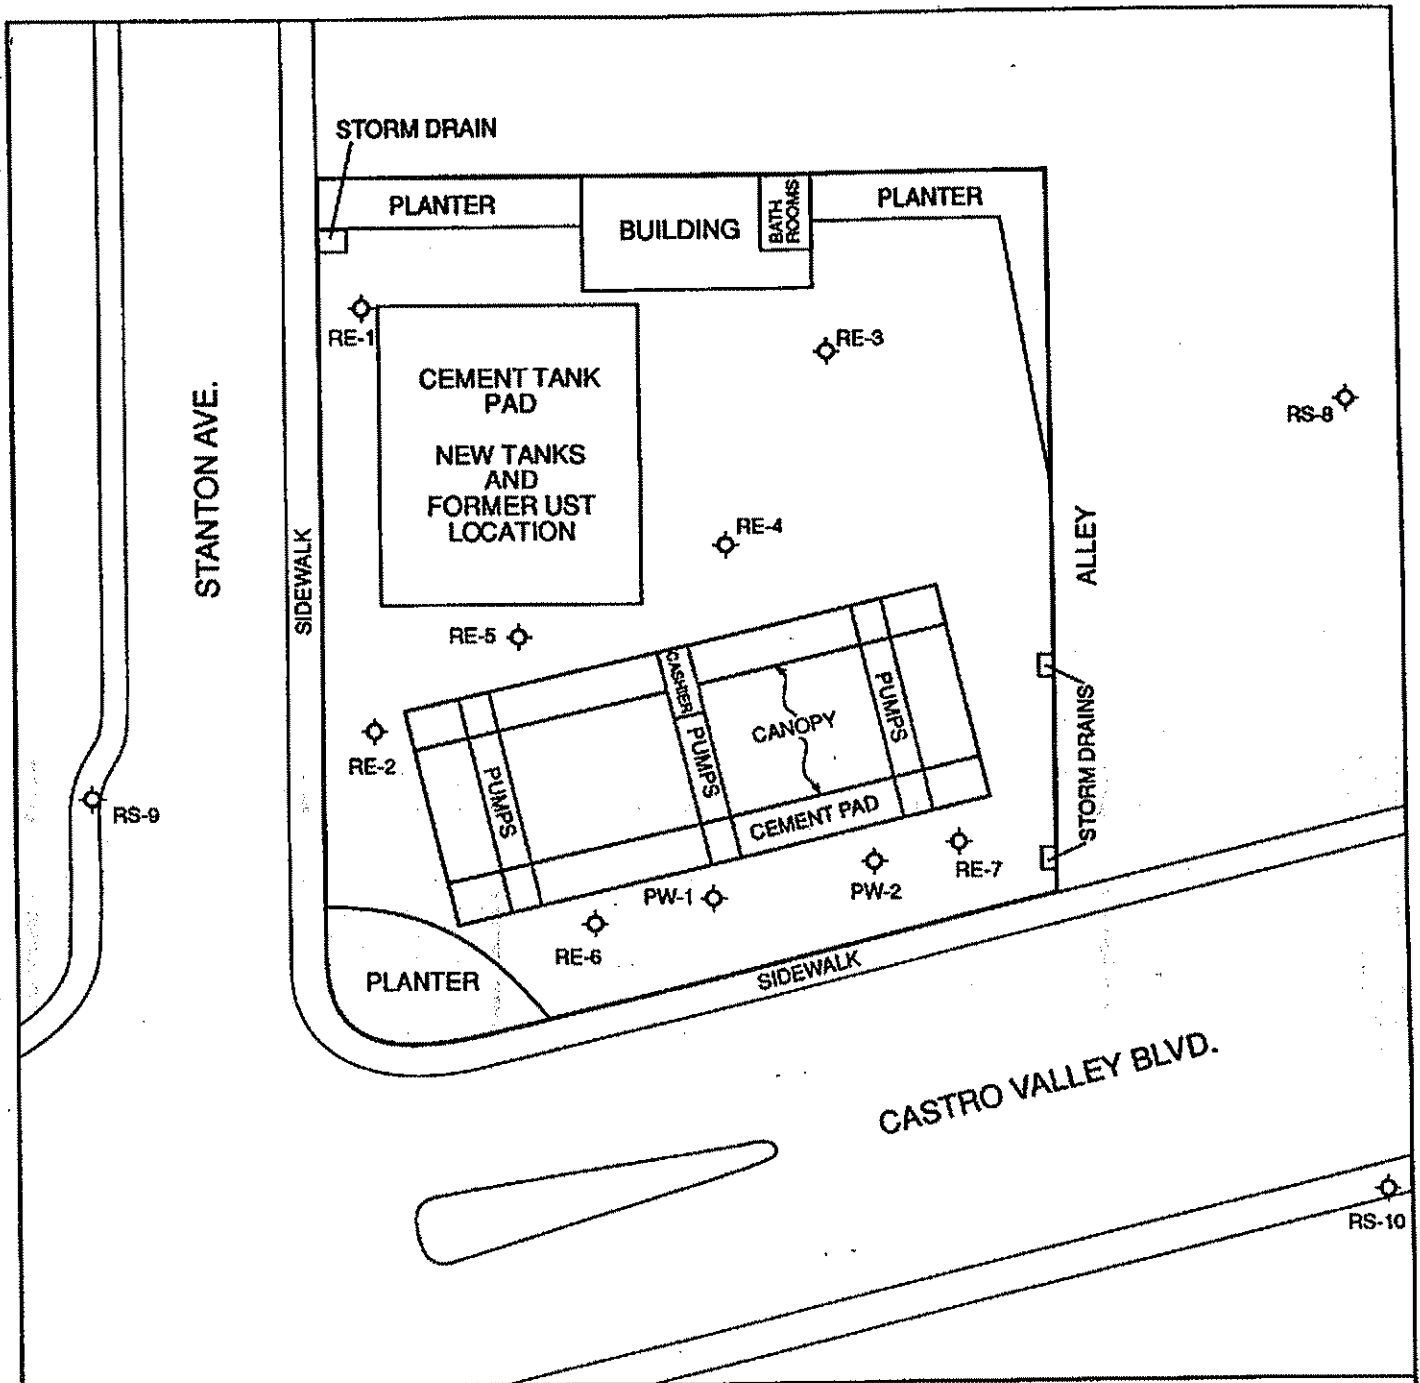 STORM DRAIN
PLANTER
BUILDING
BATH
ROOMS
PLANTER
RE-1
CEMENT TANK
PAD
NEW TANKS
AND
FORMER UST
LOCATION
RE-3
RS-8
STANTON AVE.
SIDEWALK
RE-4
ALLEY
RE-5
CASHIER
PUMPS
CANOPY
PUMPS
STORM DRAINS
RE-2
PUMPS
RS-9
CEMENT PAD
PW-1
PW-2
RE-7
RE-6
PLANTER
SIDEWALK
CASTRO VALLEY BLVD.
RS-10